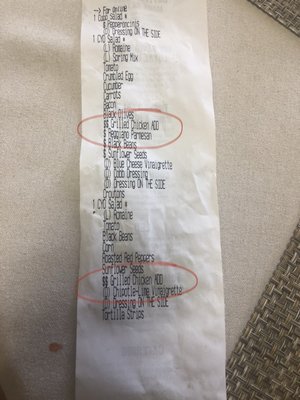 --> For online
1 Cobb Salad *
$ Pepperoncinis
(D) Dressing ON THE SIDE
1 CYO Salad *
(L) Romaine
(L) Spring Mix
Tomato
Crumbled Egg
Cucumber
Carrots
Bacon
Black Olives
$$ Grilled Chicken ADD
$ Reggiano Parmesan
$ Black Beans
$ Sunflower Seeds
(D) Blue Cheese Vinaigrette
(D) Cobb Dressing
(D) Dressing ON THE SIDE
Croutons
1 CYO Salad *
(L) Romaine
Tomato
Black Beans
Corn
Roasted Red Peppers
Sunflower Seeds
$$ Grilled Chicken ADD
(D) Chipotle-Lime Vinaigrette
(D) Dressing ON THE SIDE
Tortilla Strips